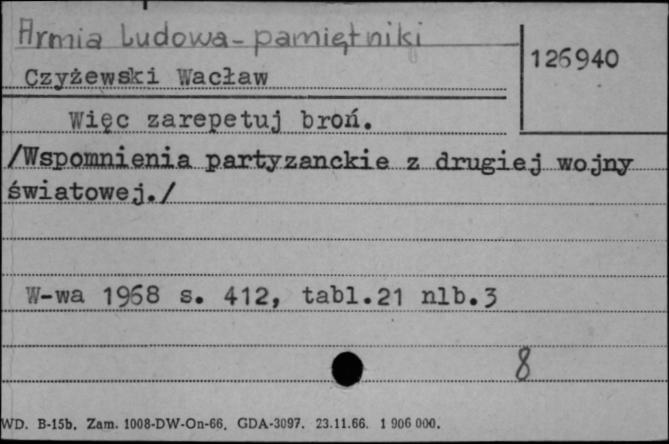 Armia Ludowa - pamiętniki
126940
Czyżewski Wacław
Więc zarepetuj broń.
/Wspomnienia partyzanckie z drugiej wojny
światowej./
W-wa 1968 s. 412, tabl.21 nlb.3
8
WD. B-15b. Zam. 1008-DW-On-66. GDA-3097. 23.11.66. 1 906 000.